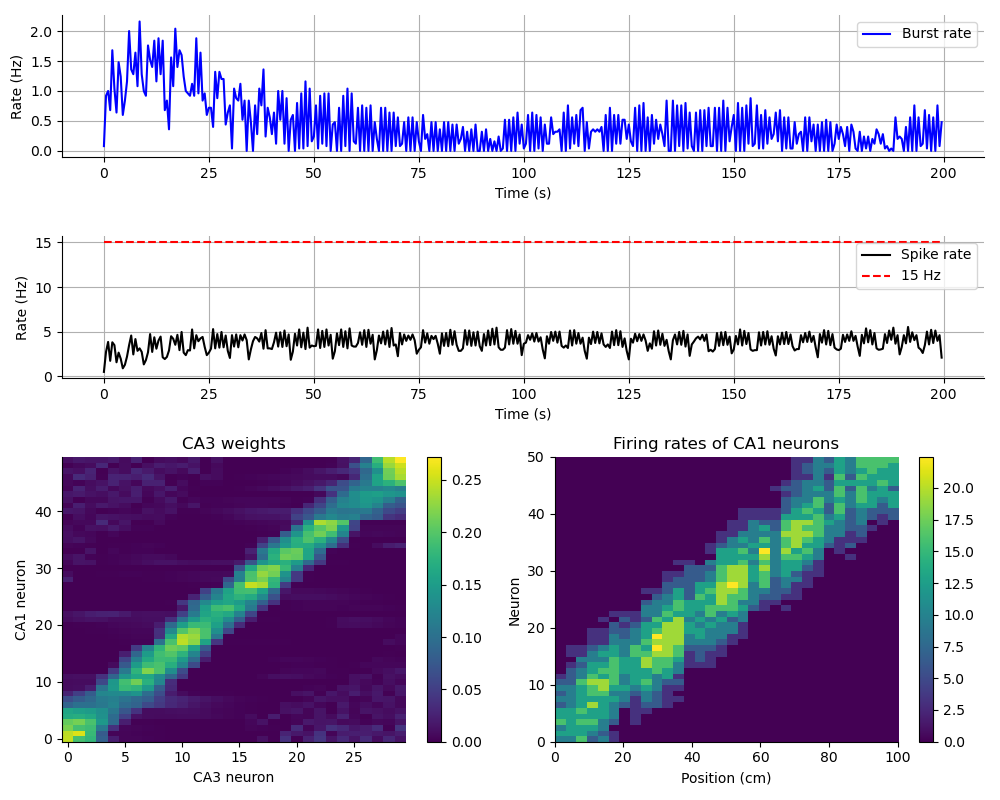 2.0
1.5
1.0
0.5
0.0
Rate (Hz)
Burst rate
0 25 50 75 100 125 150 175 200
Time (s)
15
10
5
0
Rate (Hz)
Spike rate
15 Hz
0 25 50 75 100 125 150 175 200
Time (s)
CA3 weights
40
30
20
10
0
CA1 neuron
0 5 10 15 20 25
CA3 neuron
0.25
0.20
0.15
0.10
0.05
0.00
Firing rates of CA1 neurons
50
40
30
20
10
0
Neuron
0 20 40 60 80 100
Position (cm)
20.0
17.5
15.0
12.5
10.0
7.5
5.0
2.5
0.0